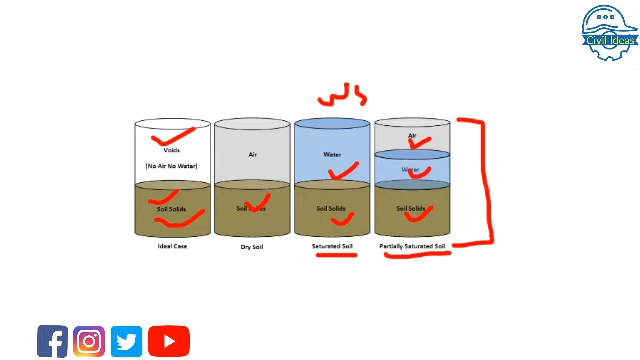 Civil Ideas
Voids
(No Air No Water)
Air
Water
Air
Water
Soil Solids
Soil Solids
Soil Solids
Soil Solids
Ideal Case
Dry Soil
Saturated Soil
Partially Saturated Soil